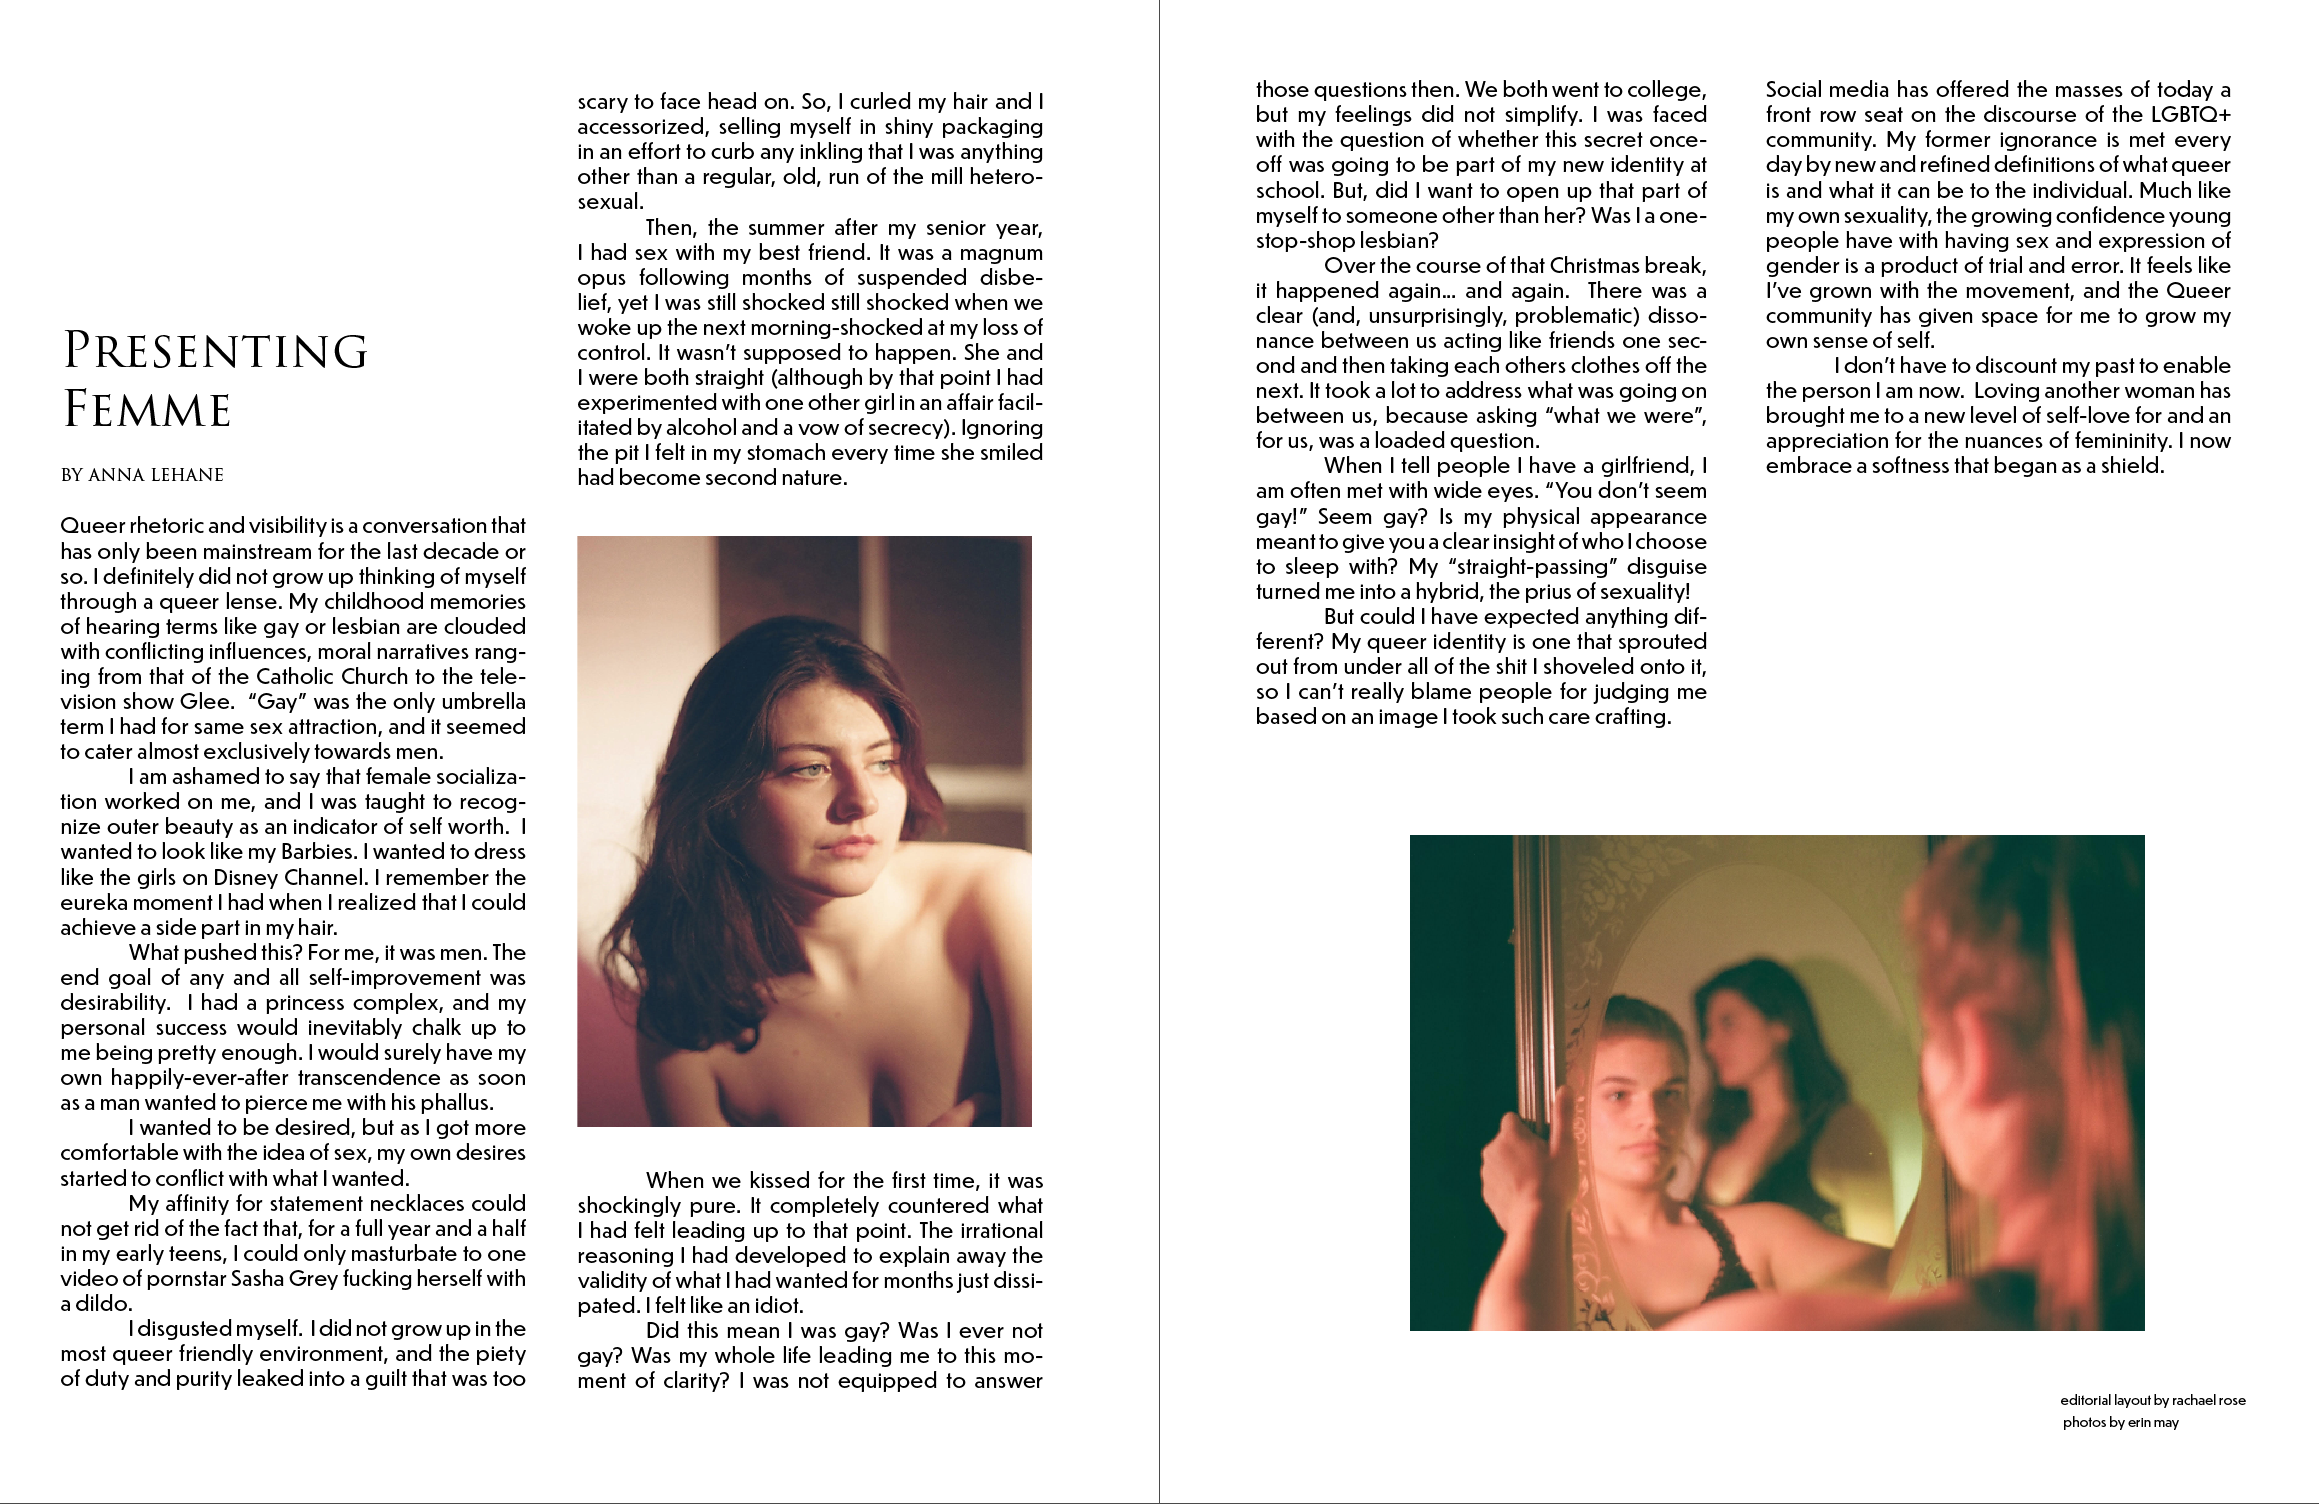 PRESENTING
FEMME
BY ANNA LEHANE
Queer rhetoric and visibility is a conversation that
has only been mainstream for the last decade or
so. I definitely did not grow up thinking of myself
through a queer lense. My childhood memories
of hearing terms like gay or lesbian are clouded
with conflicting influences, moral narratives rang-
ing from that of the Catholic Church to the tele-
vision show Glee.  “Gay” was the only umbrella
term I had for same sex attraction, and it seemed
to cater almost exclusively towards men.
I am ashamed to say that female socializa-
tion worked on me, and I was taught to recog-
nize outer beauty as an indicator of self worth.  I
wanted to look like my Barbies. I wanted to dress
like the girls on Disney Channel. I remember the
eureka moment I had when I realized that I could
achieve a side part in my hair.
What pushed this? For me, it was men. The
end goal of any and all self-improvement was
desirability.  I had a princess complex, and my
personal success would inevitably chalk up to
me being pretty enough. I would surely have my
own happily-ever-after transcendence as soon
as a man wanted to pierce me with his phallus.
I wanted to be desired, but as I got more
comfortable with the idea of sex, my own desires
started to conflict with what I wanted.
My affinity for statement necklaces could
not get rid of the fact that, for a full year and a half
in my early teens, I could only masturbate to one
video of pornstar Sasha Grey fucking herself with
a dildo.
I disgusted myself.  I did not grow up in the
most queer friendly environment, and the piety
of duty and purity leaked into a guilt that was too
scary to face head on. So, I curled my hair and I
accessorized, selling myself in shiny packaging
in an effort to curb any inkling that I was anything
other than a regular, old, run of the mill hetero-
sexual.
Then, the summer after my senior year,
I had sex with my best friend. It was a magnum
opus following months of suspended disbe-
lief, yet I was still shocked still shocked when we
woke up the next morning-shocked at my loss of
control. It wasn’t supposed to happen. She and
I were both straight (although by that point I had
experimented with one other girl in an affair facil-
itated by alcohol and a vow of secrecy). Ignoring
the pit I felt in my stomach every time she smiled
had become second nature.
When we kissed for the first time, it was
shockingly pure. It completely countered what
I had felt leading up to that point. The irrational
reasoning I had developed to explain away the
validity of what I had wanted for months just dissi-
pated. I felt like an idiot.
Did this mean I was gay? Was I ever not
gay? Was my whole life leading me to this mo-
ment of clarity? I was not equipped to answer
those questions then. We both went to college,
but my feelings did not simplify. I was faced
with the question of whether this secret once-
off was going to be part of my new identity at
school. But, did I want to open up that part of
myself to someone other than her? Was I a one-
stop-shop lesbian?
Over the course of that Christmas break,
it happened again... and again.  There was a
clear (and, unsurprisingly, problematic) disso-
nance between us acting like friends one sec-
ond and then taking each others clothes off the
next. It took a lot to address what was going on
between us, because asking “what we were”,
for us, was a loaded question.
When I tell people I have a girlfriend, I
am often met with wide eyes. “You don’t seem
gay!” Seem gay? Is my physical appearance
meant to give you a clear insight of who I choose
to sleep with? My “straight-passing” disguise
turned me into a hybrid, the prius of sexuality!
But could I have expected anything dif-
ferent? My queer identity is one that sprouted
out from under all of the shit I shoveled onto it,
so I can’t really blame people for judging me
based on an image I took such care crafting.
Social media has offered the masses of today a
front row seat on the discourse of the LGBTQ+
community. My former ignorance is met every
day by new and refined definitions of what queer
is and what it can be to the individual. Much like
my own sexuality, the growing confidence young
people have with having sex and expression of
gender is a product of trial and error. It feels like
I’ve grown with the movement, and the Queer
community has given space for me to grow my
own sense of self.
I don’t have to discount my past to enable
the person I am now.  Loving another woman has
brought me to a new level of self-love for and an
appreciation for the nuances of femininity. I now
embrace a softness that began as a shield.
editorial layout by rachael rose
photos by erin may